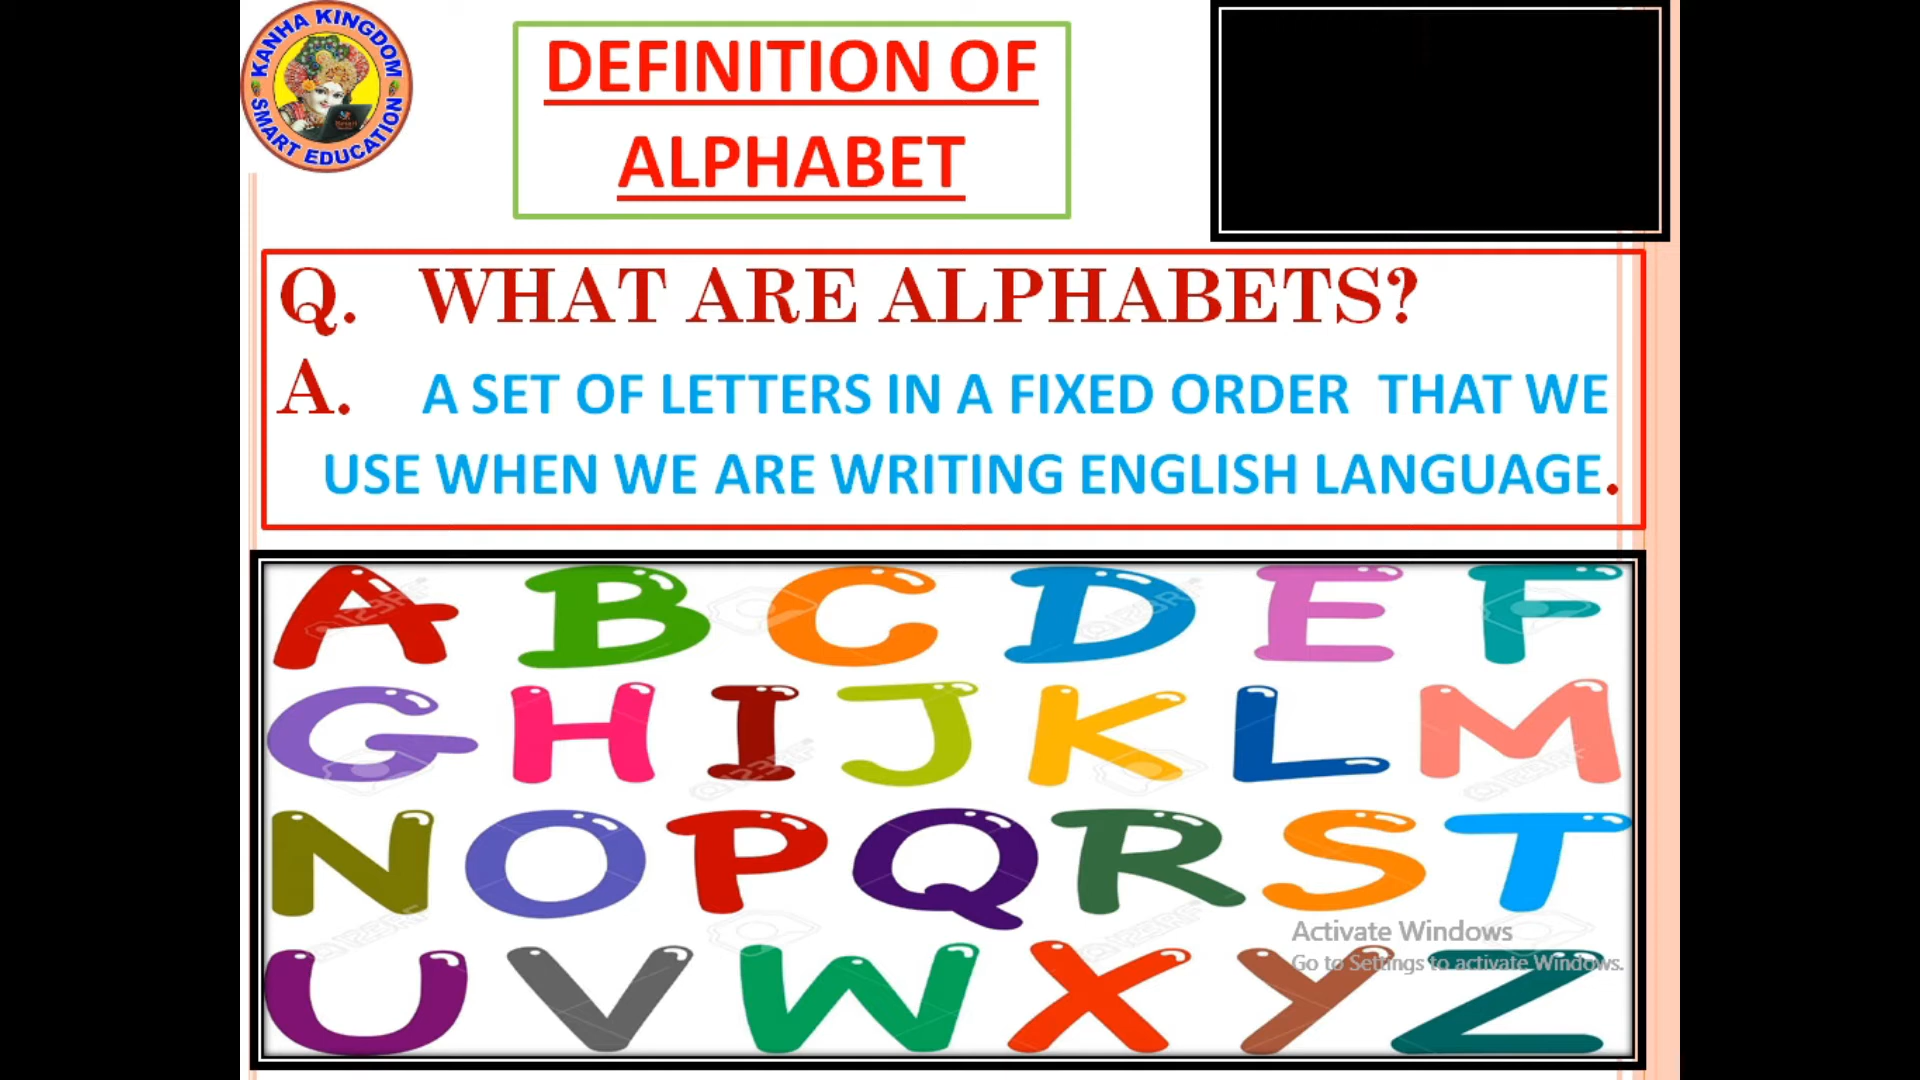 KANHA KINGDOM
SMART EDUCATION
DEFINITION OF
ALPHABET
Q. WHAT ARE ALPHABETS?
A. A SET OF LETTERS IN A FIXED ORDER THAT WE
USE WHEN WE ARE WRITING ENGLISH LANGUAGE.
A B C D E F
G H I J K L M
N O P Q R S T
U V W X Y Z
Activate Windows
Go to Settings to activate Windows.